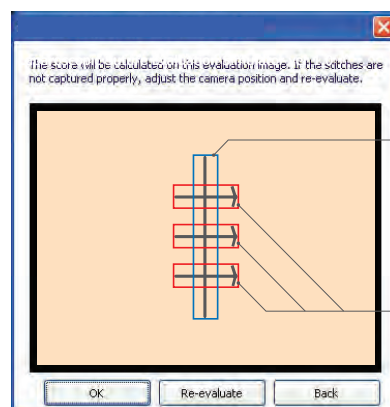 The score will be calculated on this evaluation image. If the stitches are
not captured properly, adjust the camera position and re-evaluate.
OK
Re-evaluate
Back